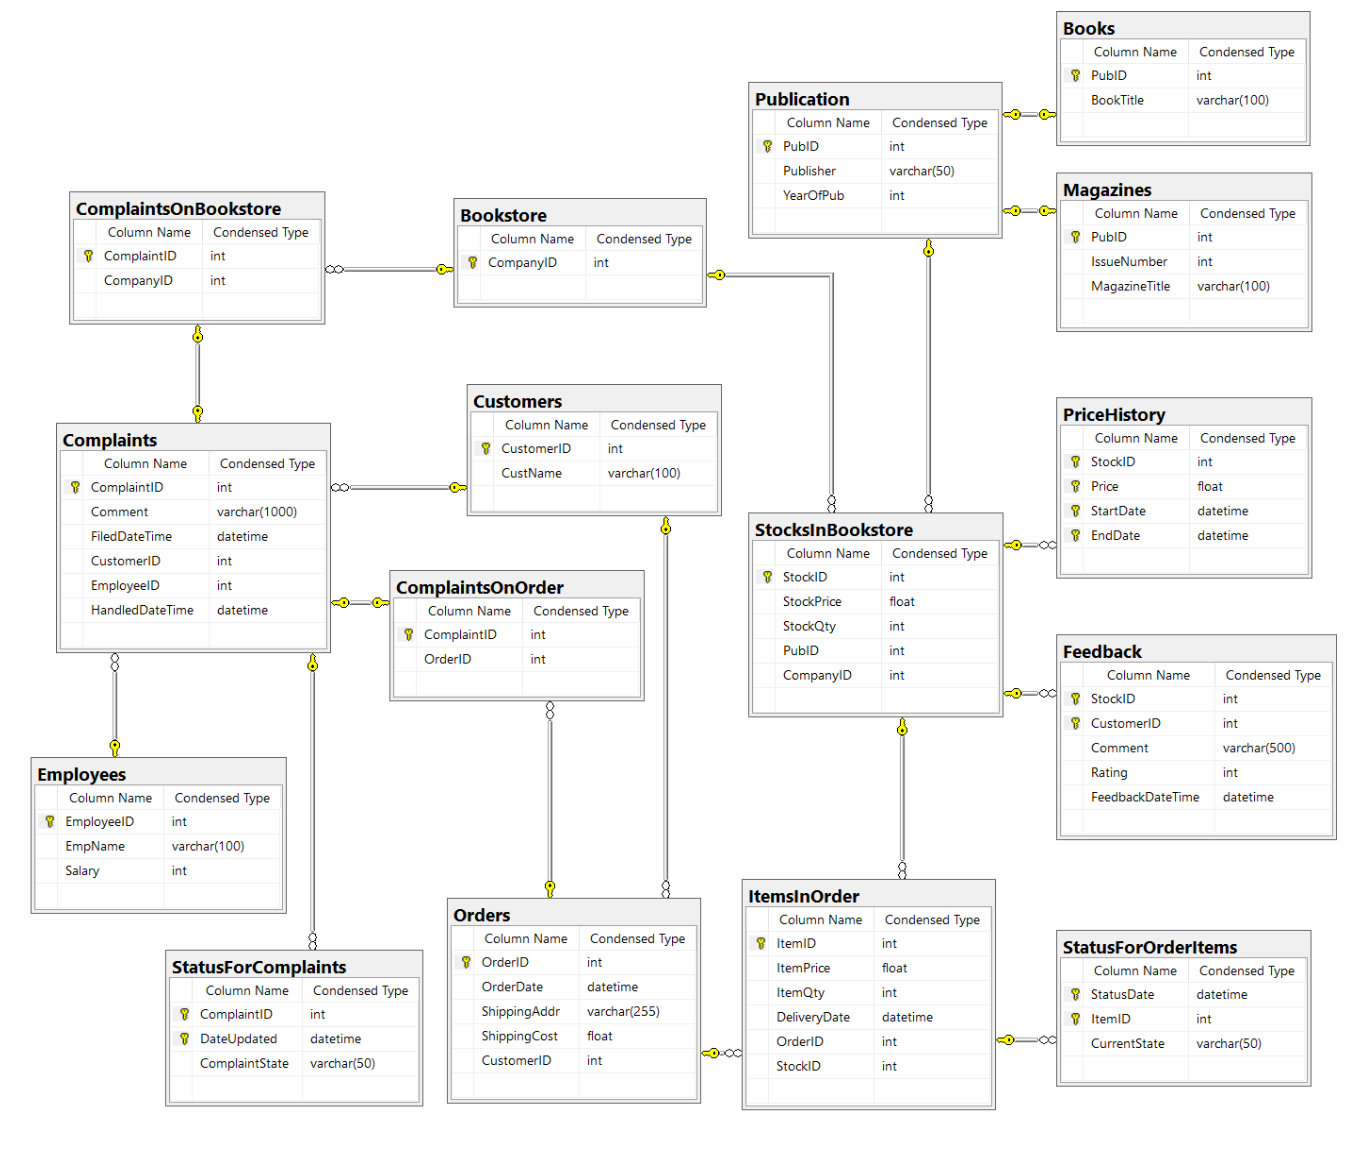 Books
Column Name Condensed Type
PubID int
BookTitle varchar(100)
Publication
Column Name Condensed Type
PubID int
Publisher varchar(50)
YearOfPub int
Magazines
Column Name Condensed Type
PubID int
IssueNumber int
MagazineTitle varchar(100)
ComplaintsOnBookstore
Column Name Condensed Type
ComplaintID int
CompanyID int
Bookstore
Column Name Condensed Type
CompanyID int
Customers
Column Name Condensed Type
CustomerID int
CustName varchar(100)
PriceHistory
Column Name Condensed Type
StockID int
Price float
StartDate datetime
EndDate datetime
Complaints
Column Name Condensed Type
ComplaintID int
Comment varchar(1000)
FiledDateTime datetime
CustomerID int
EmployeeID int
HandledDateTime datetime
StocksInBookstore
Column Name Condensed Type
StockID int
StockPrice float
StockQty int
PubID int
CompanyID int
ComplaintsOnOrder
Column Name Condensed Type
ComplaintID int
OrderID int
Feedback
Column Name Condensed Type
StockID int
CustomerID int
Comment varchar(500)
Rating int
FeedbackDateTime datetime
Employees
Column Name Condensed Type
EmployeeID int
EmpName varchar(100)
Salary int
Orders
Column Name Condensed Type
OrderID int
OrderDate datetime
ShippingAddr varchar(255)
ShippingCost float
CustomerID int
ItemsInOrder
Column Name Condensed Type
ItemID int
ItemPrice float
ItemQty int
DeliveryDate datetime
OrderID int
StockID int
StatusForOrderItems
Column Name Condensed Type
StatusDate datetime
ItemID int
CurrentState varchar(50)
StatusForComplaints
Column Name Condensed Type
ComplaintID int
DateUpdated datetime
ComplaintState varchar(50)